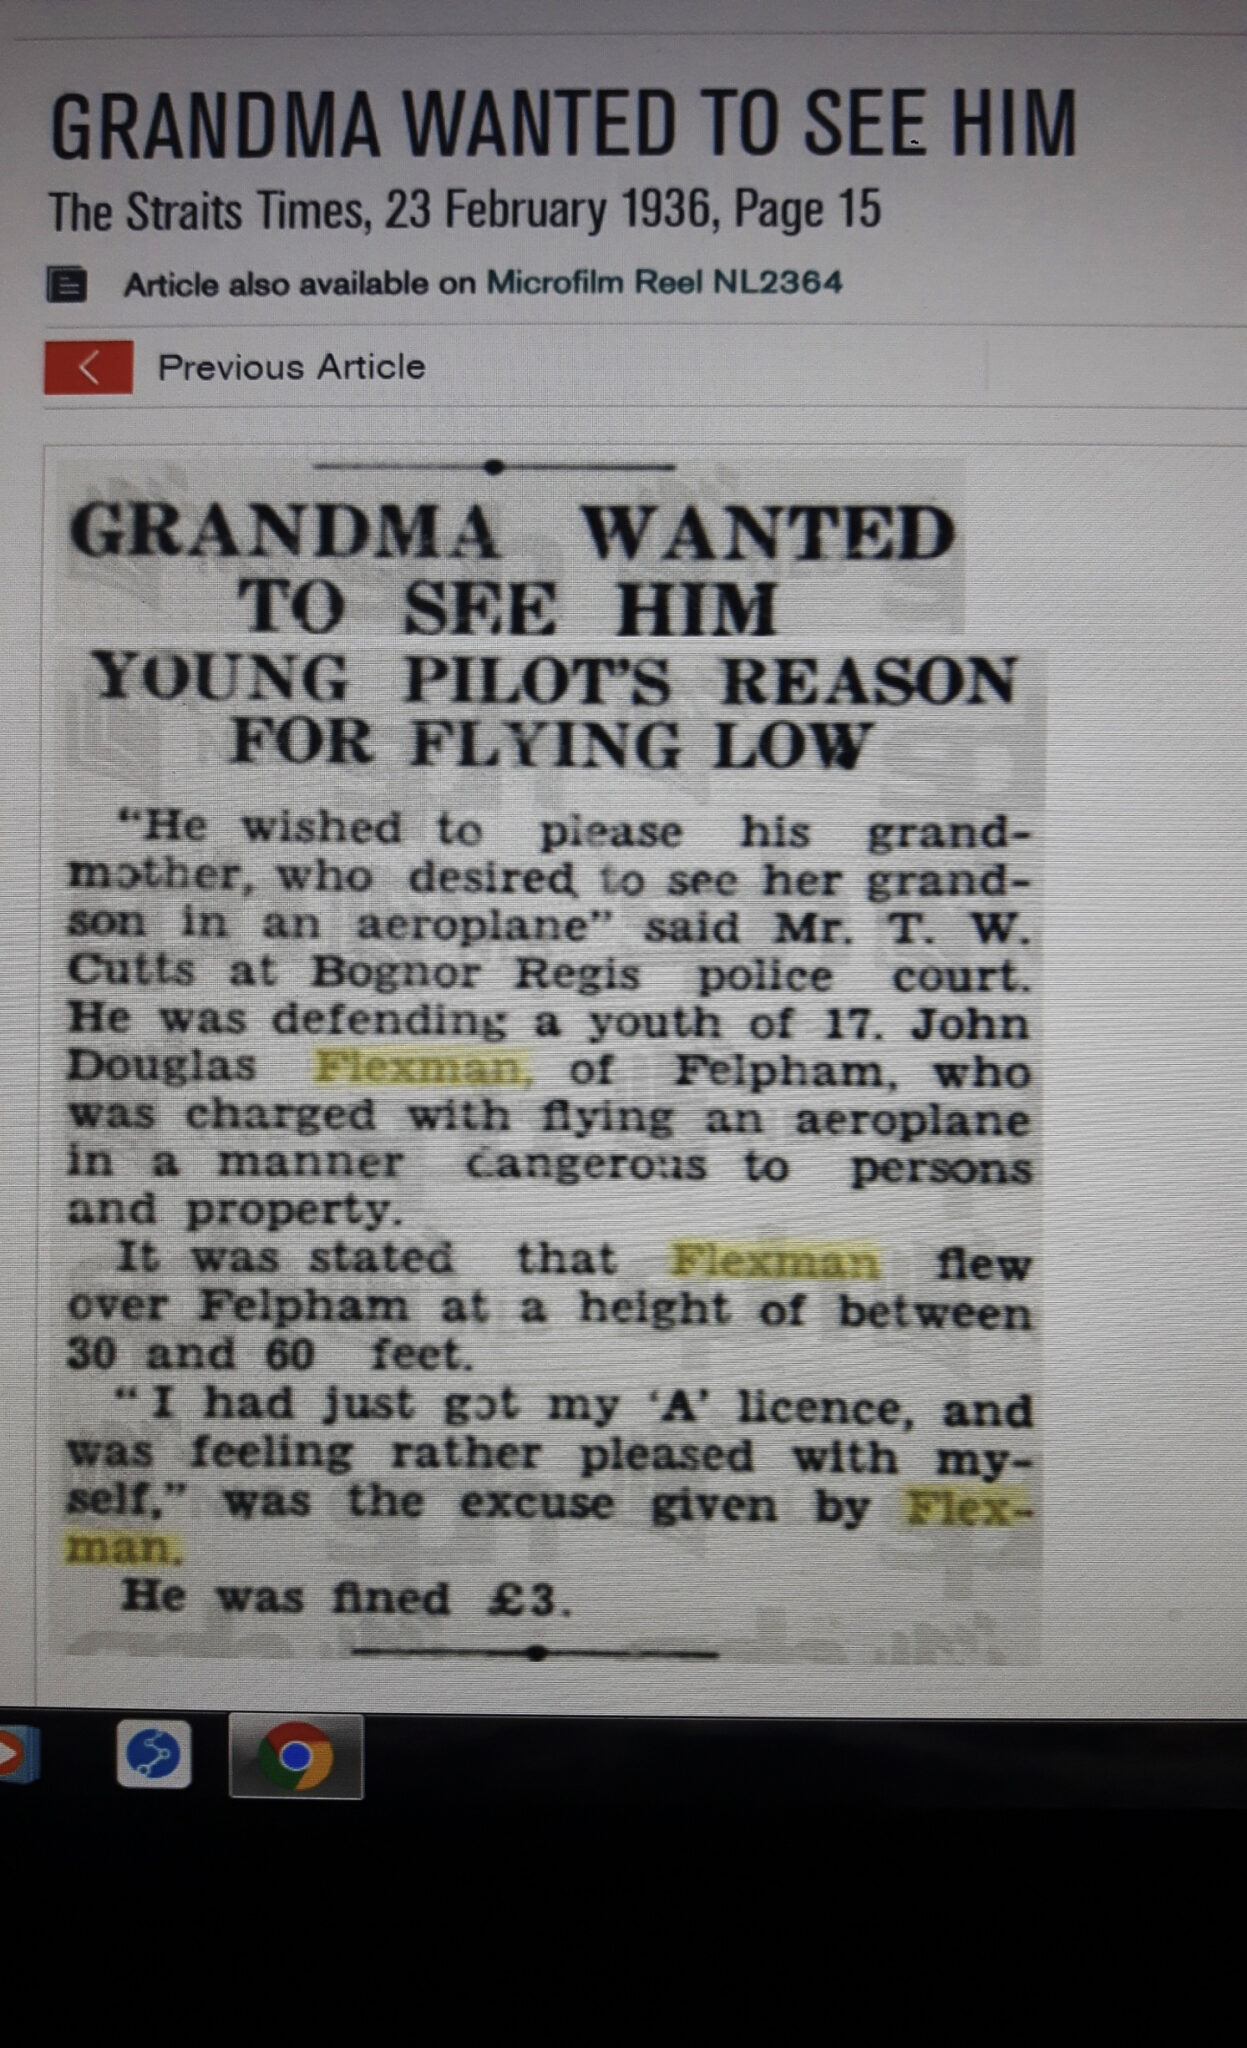 GRANDMA WANTED TO SEE HIM
The Straits Times, 23 February 1936, Page 15
Article also available on Microfilm Reel NL2364
Previous Article
GRANDMA WANTED
TO SEE HIM
YOUNG PILOT'S REASON
FOR FLYING LOW
"He wished to please his grand-
mother, who desired to see her grand-
son in an aeroplane" said Mr. T. W.
Cutts at Bognor Regis police court.
He was defending a youth of 17. John
Douglas Flexman, of Felpham, who
was charged with flying an aeroplane
in a manner dangerous to persons
and property.
It was stated that Flexman flew
over Felpham at a height of between
30 and 60 feet.
"I had just got my 'A' licence, and
was feeling rather pleased with my-
self," was the excuse given by Flex-
man.
He was fined £3.